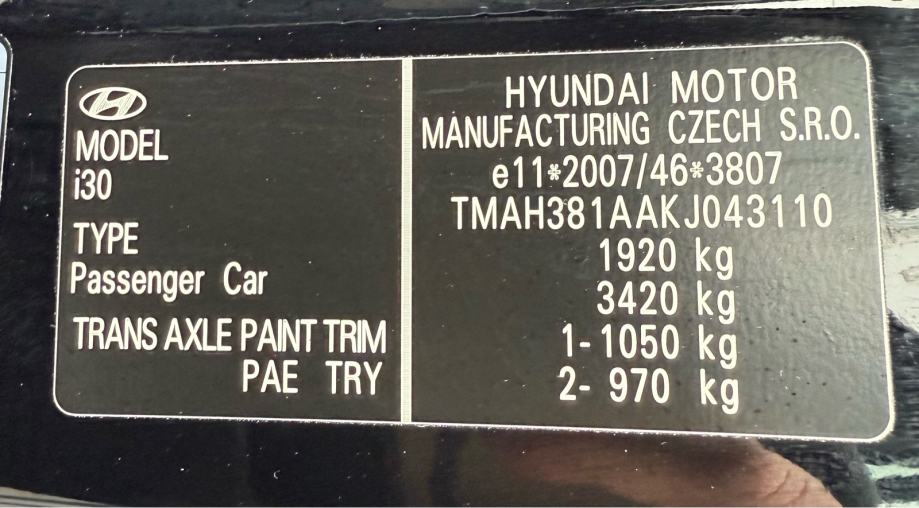 MODEL
i30
TYPE
Passenger Car
TRANS AXLE PAINT TRIM
PAE TRY
HYUNDAI MOTOR
MANUFACTURING CZECH S.R.O.
e11*2007/46*3807
TMAH381AAKJ043110
1920 kg
3420 kg
1- 1050 kg
2- 970 kg